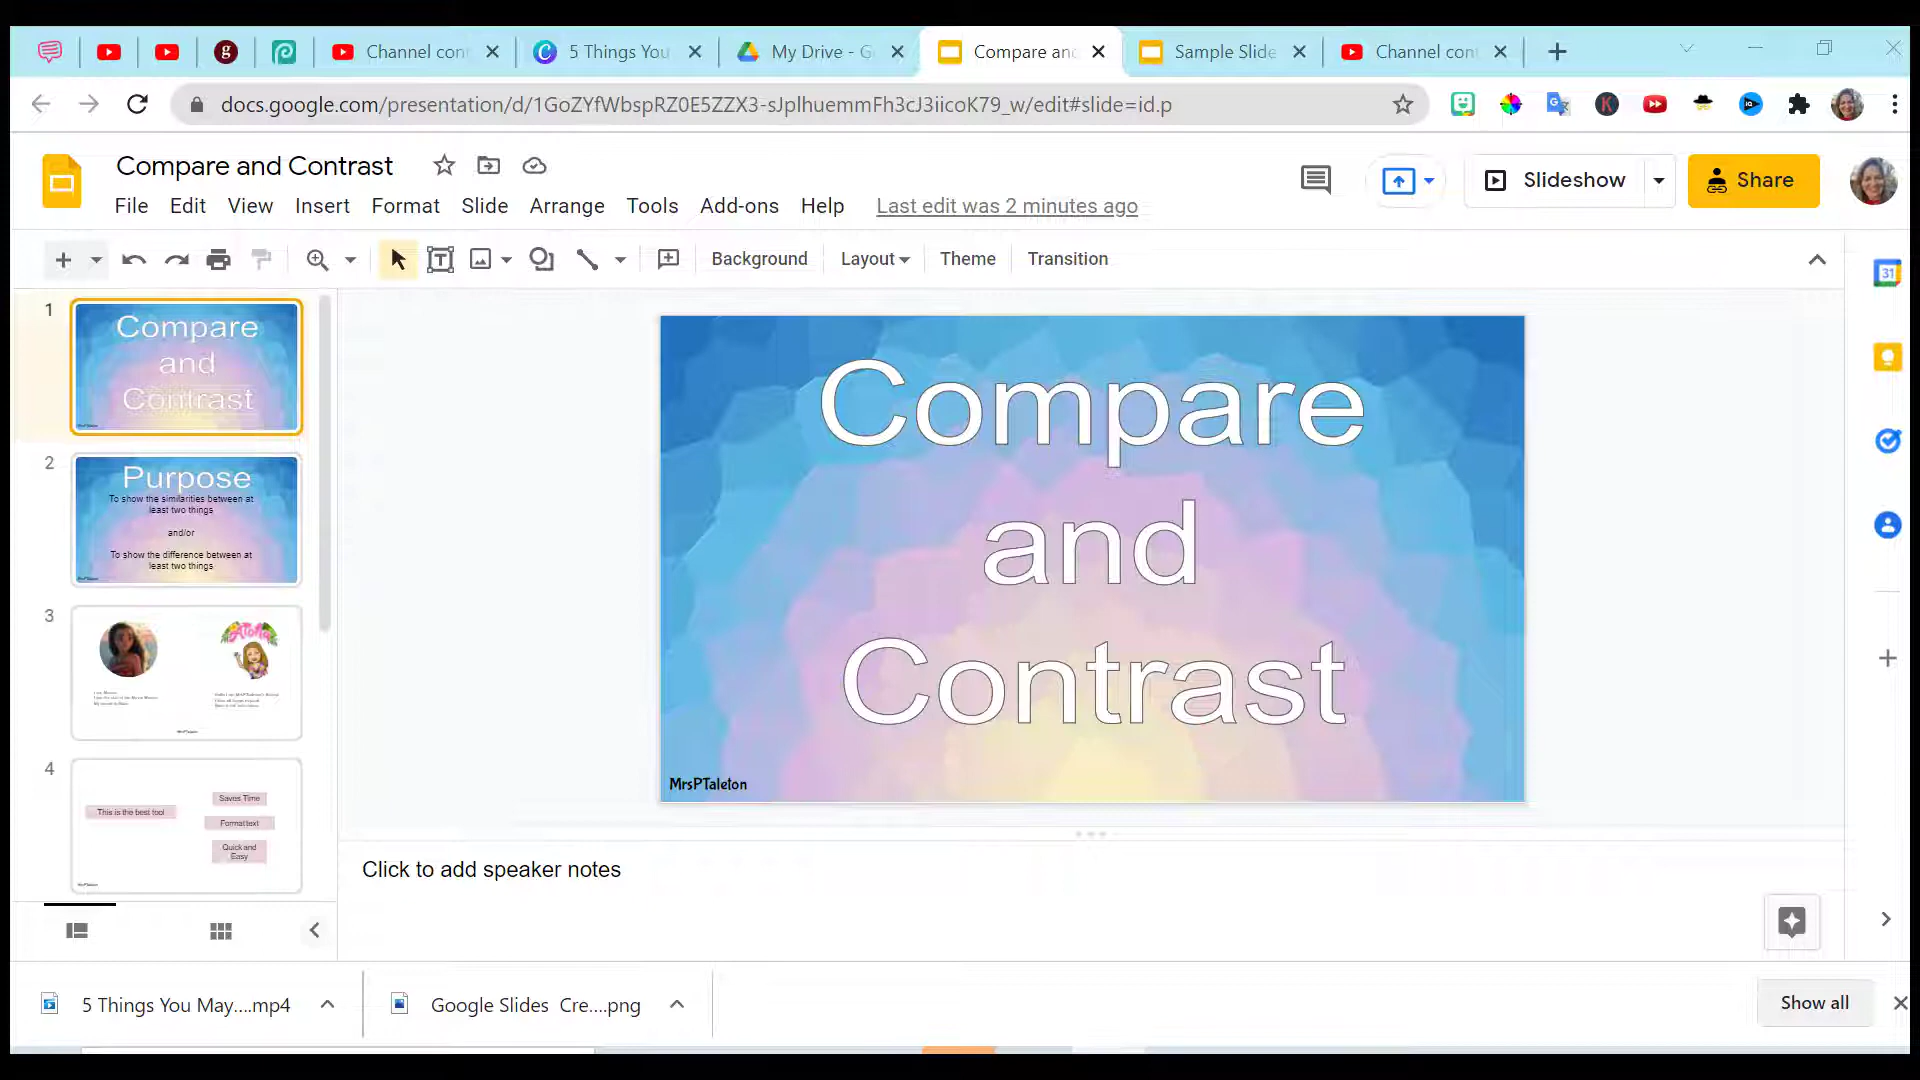 Channel con
5 Things You
My Drive - G
Compare an
Sample Slide
Channel con
docs.google.com/presentation/d/1GoZYfWbspRZ0E5ZZX3-sJplhuemmFh3cJ3iicoK79_w/edit#slide=id.p
Compare and Contrast
File Edit View Insert Format Slide Arrange Tools Add-ons Help Last edit was 2 minutes ago
Slideshow
Share
Background Layout Theme Transition
31
1
Compare
and
Contrast
2
Purpose
To show the similarities between at
least two things
and/or
To show the difference between at
least two things
3
Aloha
4
This is the best tool
Saves Time
Format text
Quick and
Easy
Compare
and
Contrast
MrsPTaleton
Click to add speaker notes
5 Things You May....mp4
Google Slides Cre....png
Show all